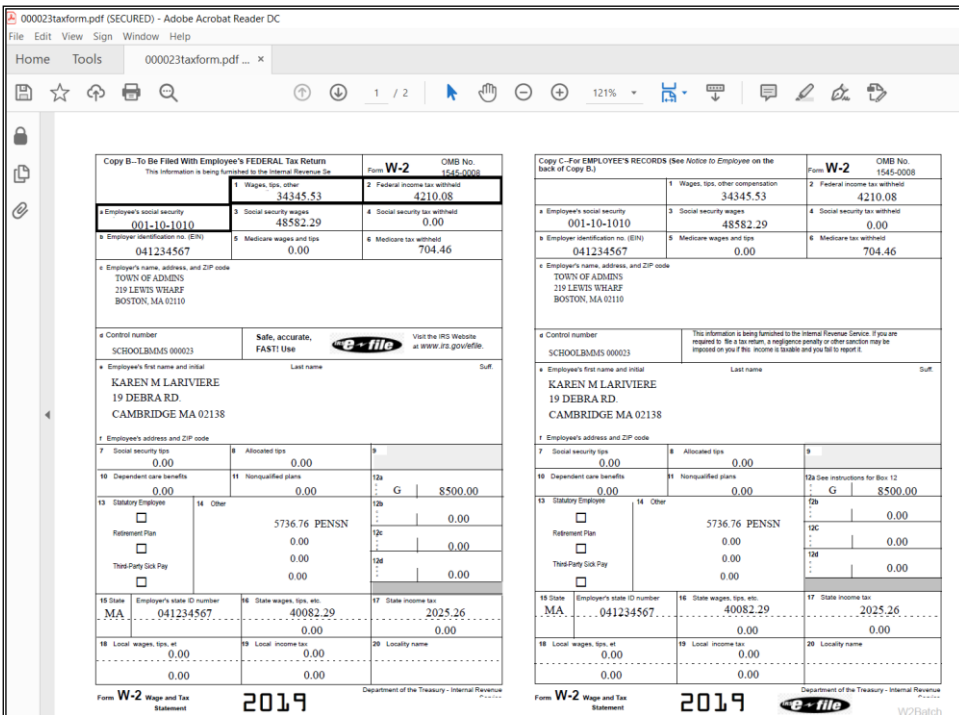 000023taxform.pdf (SECURED) - Adobe Acrobat Reader DC
File Edit View Sign Window Help
Home Tools 000023taxform.pdf ... ×
1 / 2 121%
Copy B--To Be Filed With Employee's FEDERAL Tax Return
This Information is being furnished to the Internal Revenue Se
Form W-2
OMB No.
1545-0008
1 Wages, tips, other
34345.53
2 Federal income tax withheld
4210.08
a Employee's social security
001-10-1010
3 Social security wages
48582.29
4 Social security tax withheld
0.00
b Employer identification no. (EIN)
041234567
5 Medicare wages and tips
0.00
6 Medicare tax withheld
704.46
c Employer's name, address, and ZIP code
TOWN OF ADMINS
219 LEWIS WHARF
BOSTON, MA 02110
d Control number
SCHOOLBMMS 000023
Safe, accurate,
FAST! Use
IRS e-file
Visit the IRS Website
at www.irs.gov/efile.
e Employee's first name and initial Last name Suff.
KAREN M LARIVIERE
19 DEBRA RD.
CAMBRIDGE MA 02138
f Employee's address and ZIP code
7 Social security tips
0.00
8 Allocated tips
0.00
9
10 Dependent care benefits
0.00
11 Nonqualified plans
0.00
12a
G 8500.00
13 Statutory Employee
Retirement Plan
Third-Party Sick Pay
14 Other
5736.76 PENSN
0.00
0.00
0.00
12b
0.00
12c
0.00
12d
0.00
15 State Employer's state ID number
MA 041234567
16 State wages, tips, etc.
40082.29
0.00
17 State income tax
2025.26
0.00
18 Local wages, tips, et
0.00
0.00
19 Local income tax
0.00
0.00
20 Locality name
Form W-2 Wage and Tax
Statement
2019
Department of the Treasury - Internal Revenue
Copy C--For EMPLOYEE'S RECORDS (See Notice to Employee on the
back of Copy B.)
Form W-2
OMB No.
1545-0008
1 Wages, tips, other compensation
34345.53
2 Federal income tax withheld
4210.08
a Employee's social security
001-10-1010
3 Social security wages
48582.29
4 Social security tax withheld
0.00
b Employer identification no. (EIN)
041234567
5 Medicare wages and tips
0.00
6 Medicare tax withheld
704.46
c Employer's name, address, and ZIP code
TOWN OF ADMINS
219 LEWIS WHARF
BOSTON, MA 02110
d Control number
SCHOOLBMMS 000023
This information is being furnished to the Internal Revenue Service. If you are
required to file a tax return, a negligence penalty or other sanction may be
imposed on you if this income is taxable and you fail to report it.
e Employee's first name and initial Last name Suff.
KAREN M LARIVIERE
19 DEBRA RD.
CAMBRIDGE MA 02138
f Employee's address and ZIP code
7 Social security tips
0.00
8 Allocated tips
0.00
9
10 Dependent care benefits
0.00
11 Nonqualified plans
0.00
12a See instructions for Box 12
G 8500.00
13 Statutory Employee
Retirement Plan
Third-Party Sick Pay
14 Other
5736.76 PENSN
0.00
0.00
0.00
12b
0.00
12C
0.00
12d
0.00
15 State Employer's state ID number
MA 041234567
16 State wages, tips, etc.
40082.29
0.00
17 State income tax
2025.26
0.00
18 Local wages, tips, et
0.00
0.00
19 Local income tax
0.00
0.00
20 Locality name
Form W-2 Wage and Tax
Statement
2019
e-file
Department of the Treasury - Internal Revenue
W2Batch